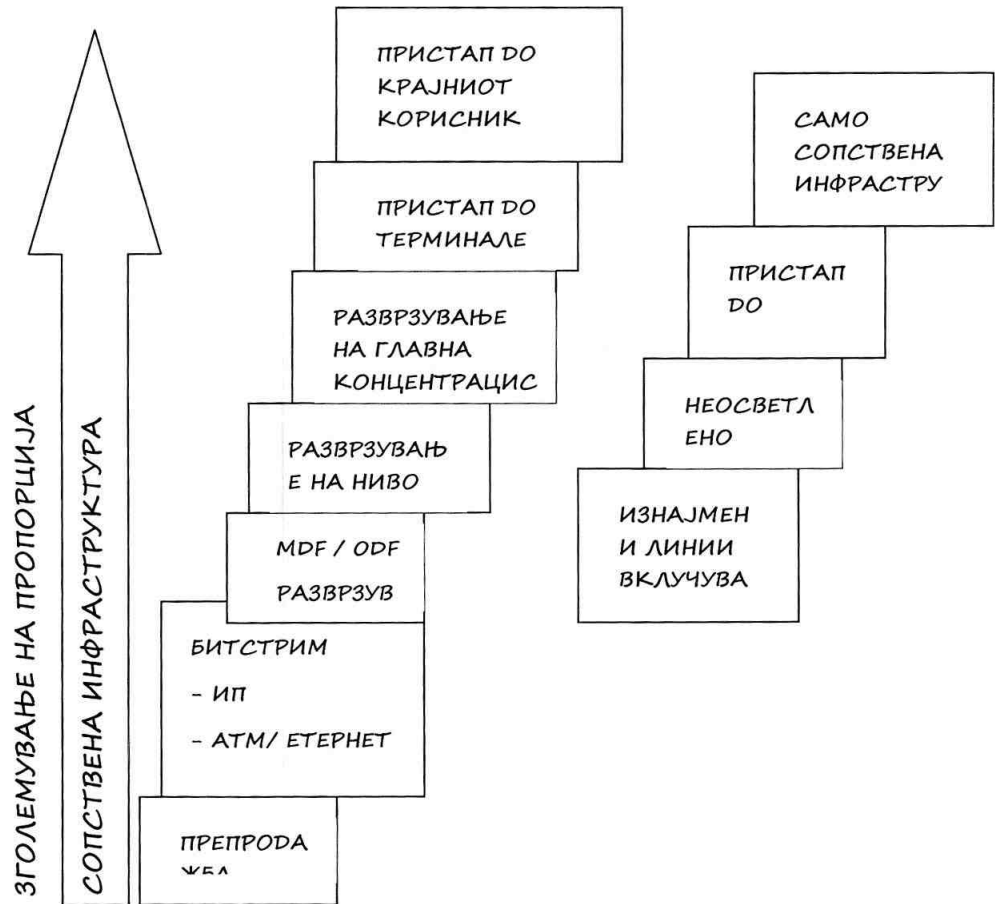 ПРИСТАП DO
КРАЈНИОТ
КОРИСНИК
ПРИСТАП DO
ТЕРМИНАЛЕ
РАЗВРЗУВАЊЕ
НА ГЛАВНА
КОНЦЕНТРАЦИС
РАЗВРЗУВАЊ
Е НА НИВО
MDF / ODF
РАЗВРЗУВ
БИТСТРИМ
- ИП
- АТМ/ ЕТЕРНЕТ
ПРЕПРОДА
ЖБА
САМО
СОПСТВЕНА
ИНФРАСТРУ
ПРИСТАП
DO
НЕОСВЕТЛ
ЕНО
ИЗНАЈМЕН
И ЛИНИИ
ВКЛУЧУВА
ЗГОЛЕМУВАЊЕ НА ПРОПОРЦИЈА
СОПСТВЕНА ИНФРАСТРУКТУРА